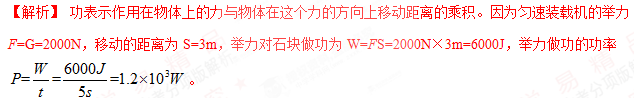 【解析】 功表示作用在物体上的力与物体在这个力的方向上移动距离的乘积。因为匀速装载机的举力
F=G=2000N，移动的距离为 S=3m，举力对石块做功为 W=FS=2000N×3m=6000J，举力做功的功率
P=W/t=6000J/5s=1.2×10³W 。